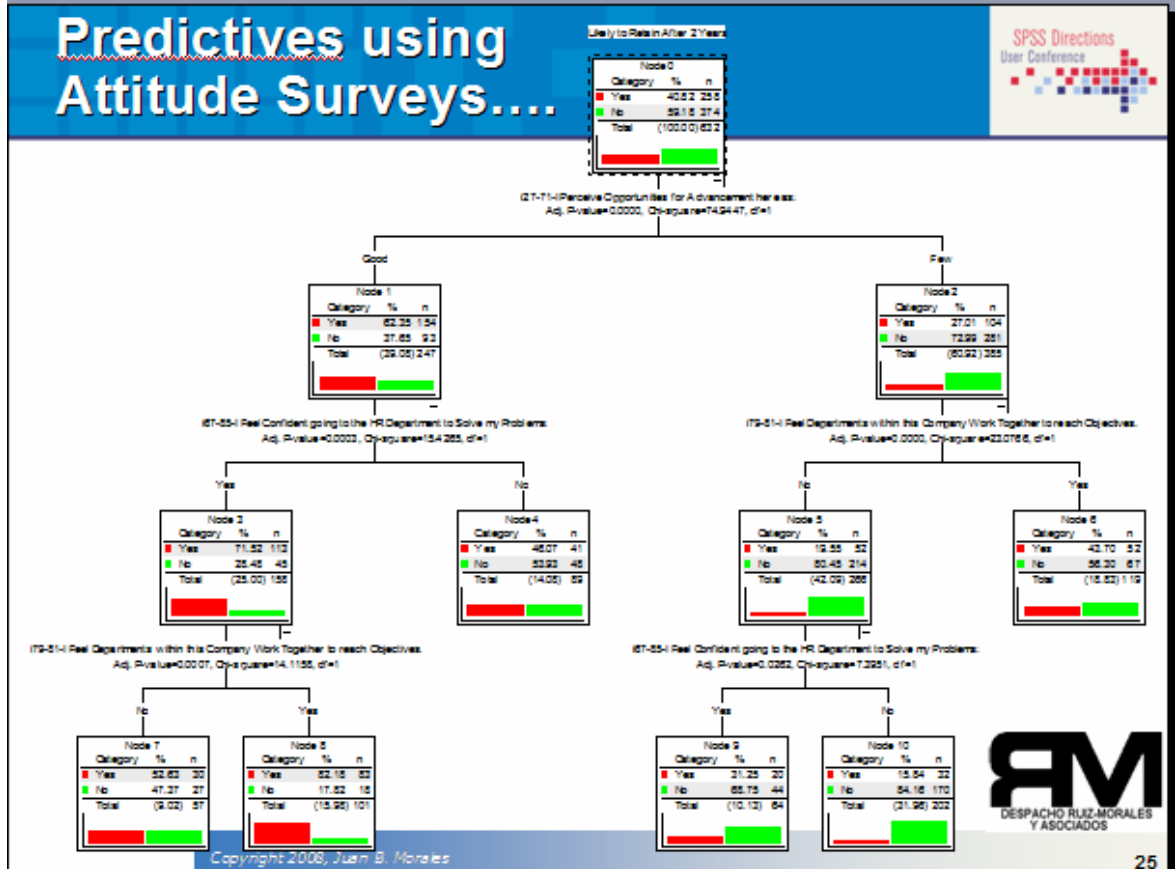 Predictives using
Attitude Surveys....
SPSS Directions
User Conference
Likely to Retain After 2 Years
Node 0
Category % n
Yes 40.82 258
No 59.18 374
Total (100.00) 632
i27-71-I Perceive Opportunities for Advancement here as:
Adj. P-value=0.0000, Chi-square=74.9447, df=1
Good
Few
Node 1
Category % n
Yes 62.35 154
No 37.65 93
Total (39.08) 247
Node 2
Category % n
Yes 27.01 104
No 72.99 281
Total (60.92) 385
i67-85-I Feel Confident going to the HR Department to Solve my Problems.
Adj. P-value=0.0003, Chi-square=15.4265, df=1
i79-81-I Feel Departments within this Company Work Together to reach Objectives.
Adj. P-value=0.0000, Chi-square=23.0766, df=1
Yes
No
No
Yes
Node 3
Category % n
Yes 71.52 113
No 28.48 45
Total (25.00) 158
Node 4
Category % n
Yes 46.07 41
No 53.93 48
Total (14.08) 89
Node 5
Category % n
Yes 19.55 52
No 80.45 214
Total (42.09) 266
Node 6
Category % n
Yes 43.70 52
No 56.30 67
Total (18.83) 119
i79-81-I Feel Departments within this Company Work Together to reach Objectives.
Adj. P-value=0.0007, Chi-square=14.1158, df=1
i67-85-I Feel Confident going to the HR Department to Solve my Problems.
Adj. P-value=0.0262, Chi-square=7.3951, df=1
No
Yes
Yes
No
Node 7
Category % n
Yes 52.63 30
No 47.37 27
Total (9.02) 57
Node 8
Category % n
Yes 82.18 83
No 17.82 18
Total (15.98) 101
Node 9
Category % n
Yes 31.25 20
No 68.75 44
Total (10.13) 64
Node 10
Category % n
Yes 15.84 32
No 84.16 170
Total (31.96) 202
RM
DESPACHO RUIZ-MORALES
Y ASOCIADOS
Copyright 2008, Juan B. Morales
25